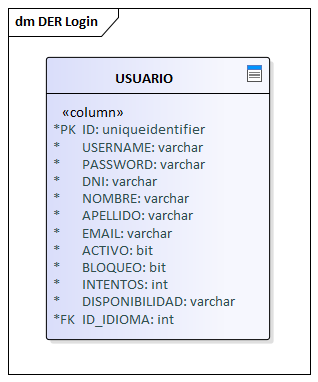 dm DER Login
USUARIO
«column»
*PK ID: uniqueidentifier
* USERNAME: varchar
* PASSWORD: varchar
* DNI: varchar
* NOMBRE: varchar
* APELLIDO: varchar
* EMAIL: varchar
* ACTIVO: bit
* BLOQUEO: bit
* INTENTOS: int
* DISPONIBILIDAD: varchar
*FK ID_IDIOMA: int